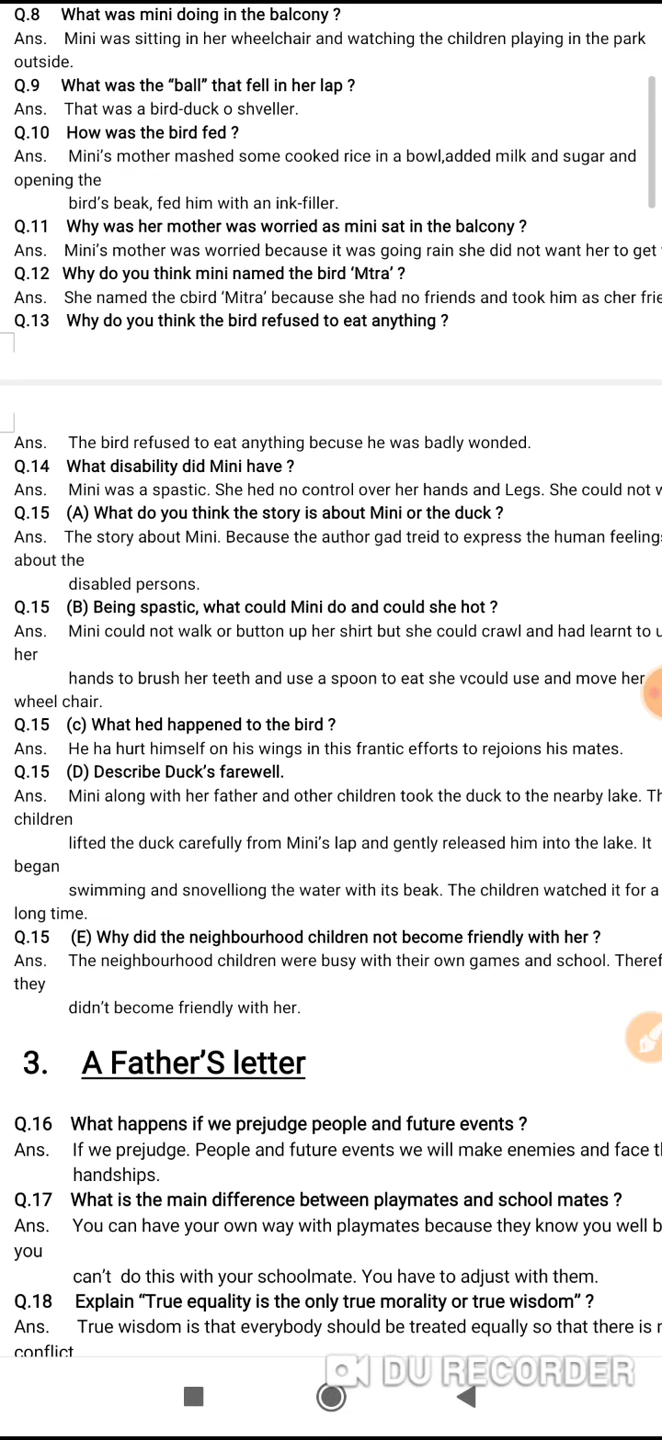 Q.8 What was mini doing in the balcony ?
Ans. Mini was sitting in her wheelchair and watching the children playing in the park
outside.
Q.9 What was the “ball” that fell in her lap ?
Ans. That was a bird-duck o shveller.
Q.10 How was the bird fed ?
Ans. Mini’s mother mashed some cooked rice in a bowl,added milk and sugar and
opening the
bird’s beak, fed him with an ink-filler.
Q.11 Why was her mother was worried as mini sat in the balcony ?
Ans. Mini’s mother was worried because it was going rain she did not want her to get
Q.12 Why do you think mini named the bird ‘Mtra’ ?
Ans. She named the cbird ‘Mitra’ because she had no friends and took him as cher
Q.13 Why do you think the bird refused to eat anything ?
Ans. The bird refused to eat anything becuse he was badly wonded.
Q.14 What disability did Mini have ?
Ans. Mini was a spastic. She hed no control over her hands and Legs. She could not
Q.15 (A) What do you think the story is about Mini or the duck ?
Ans. The story about Mini. Because the author gad treid to express the human feelings
about the
disabled persons.
Q.15 (B) Being spastic, what could Mini do and could she hot ?
Ans. Mini could not walk or button up her shirt but she could crawl and had learnt to
her
hands to brush her teeth and use a spoon to eat she vcould use and move her
wheel chair.
Q.15 (c) What hed happened to the bird ?
Ans. He ha hurt himself on his wings in this frantic efforts to rejoions his mates.
Q.15 (D) Describe Duck’s farewell.
Ans. Mini along with her father and other children took the duck to the nearby lake.
children
lifted the duck carefully from Mini’s lap and gently released him into the lake. It
began
swimming and snovelliong the water with its beak. The children watched it for a
long time.
Q.15 (E) Why did the neighbourhood children not become friendly with her ?
Ans. The neighbourhood children were busy with their own games and school.
they
didn’t become friendly with her.
3. A Father’S letter
Q.16 What happens if we prejudge people and future events ?
Ans. If we prejudge. People and future events we will make enemies and face
handships.
Q.17 What is the main difference between playmates and school mates ?
Ans. You can have your own way with playmates because they know you well
you
can’t do this with your schoolmate. You have to adjust with them.
Q.18 Explain “True equality is the only true morality or true wisdom” ?
Ans. True wisdom is that everybody should be treated equally so that there is
conflict
DU RECORDER